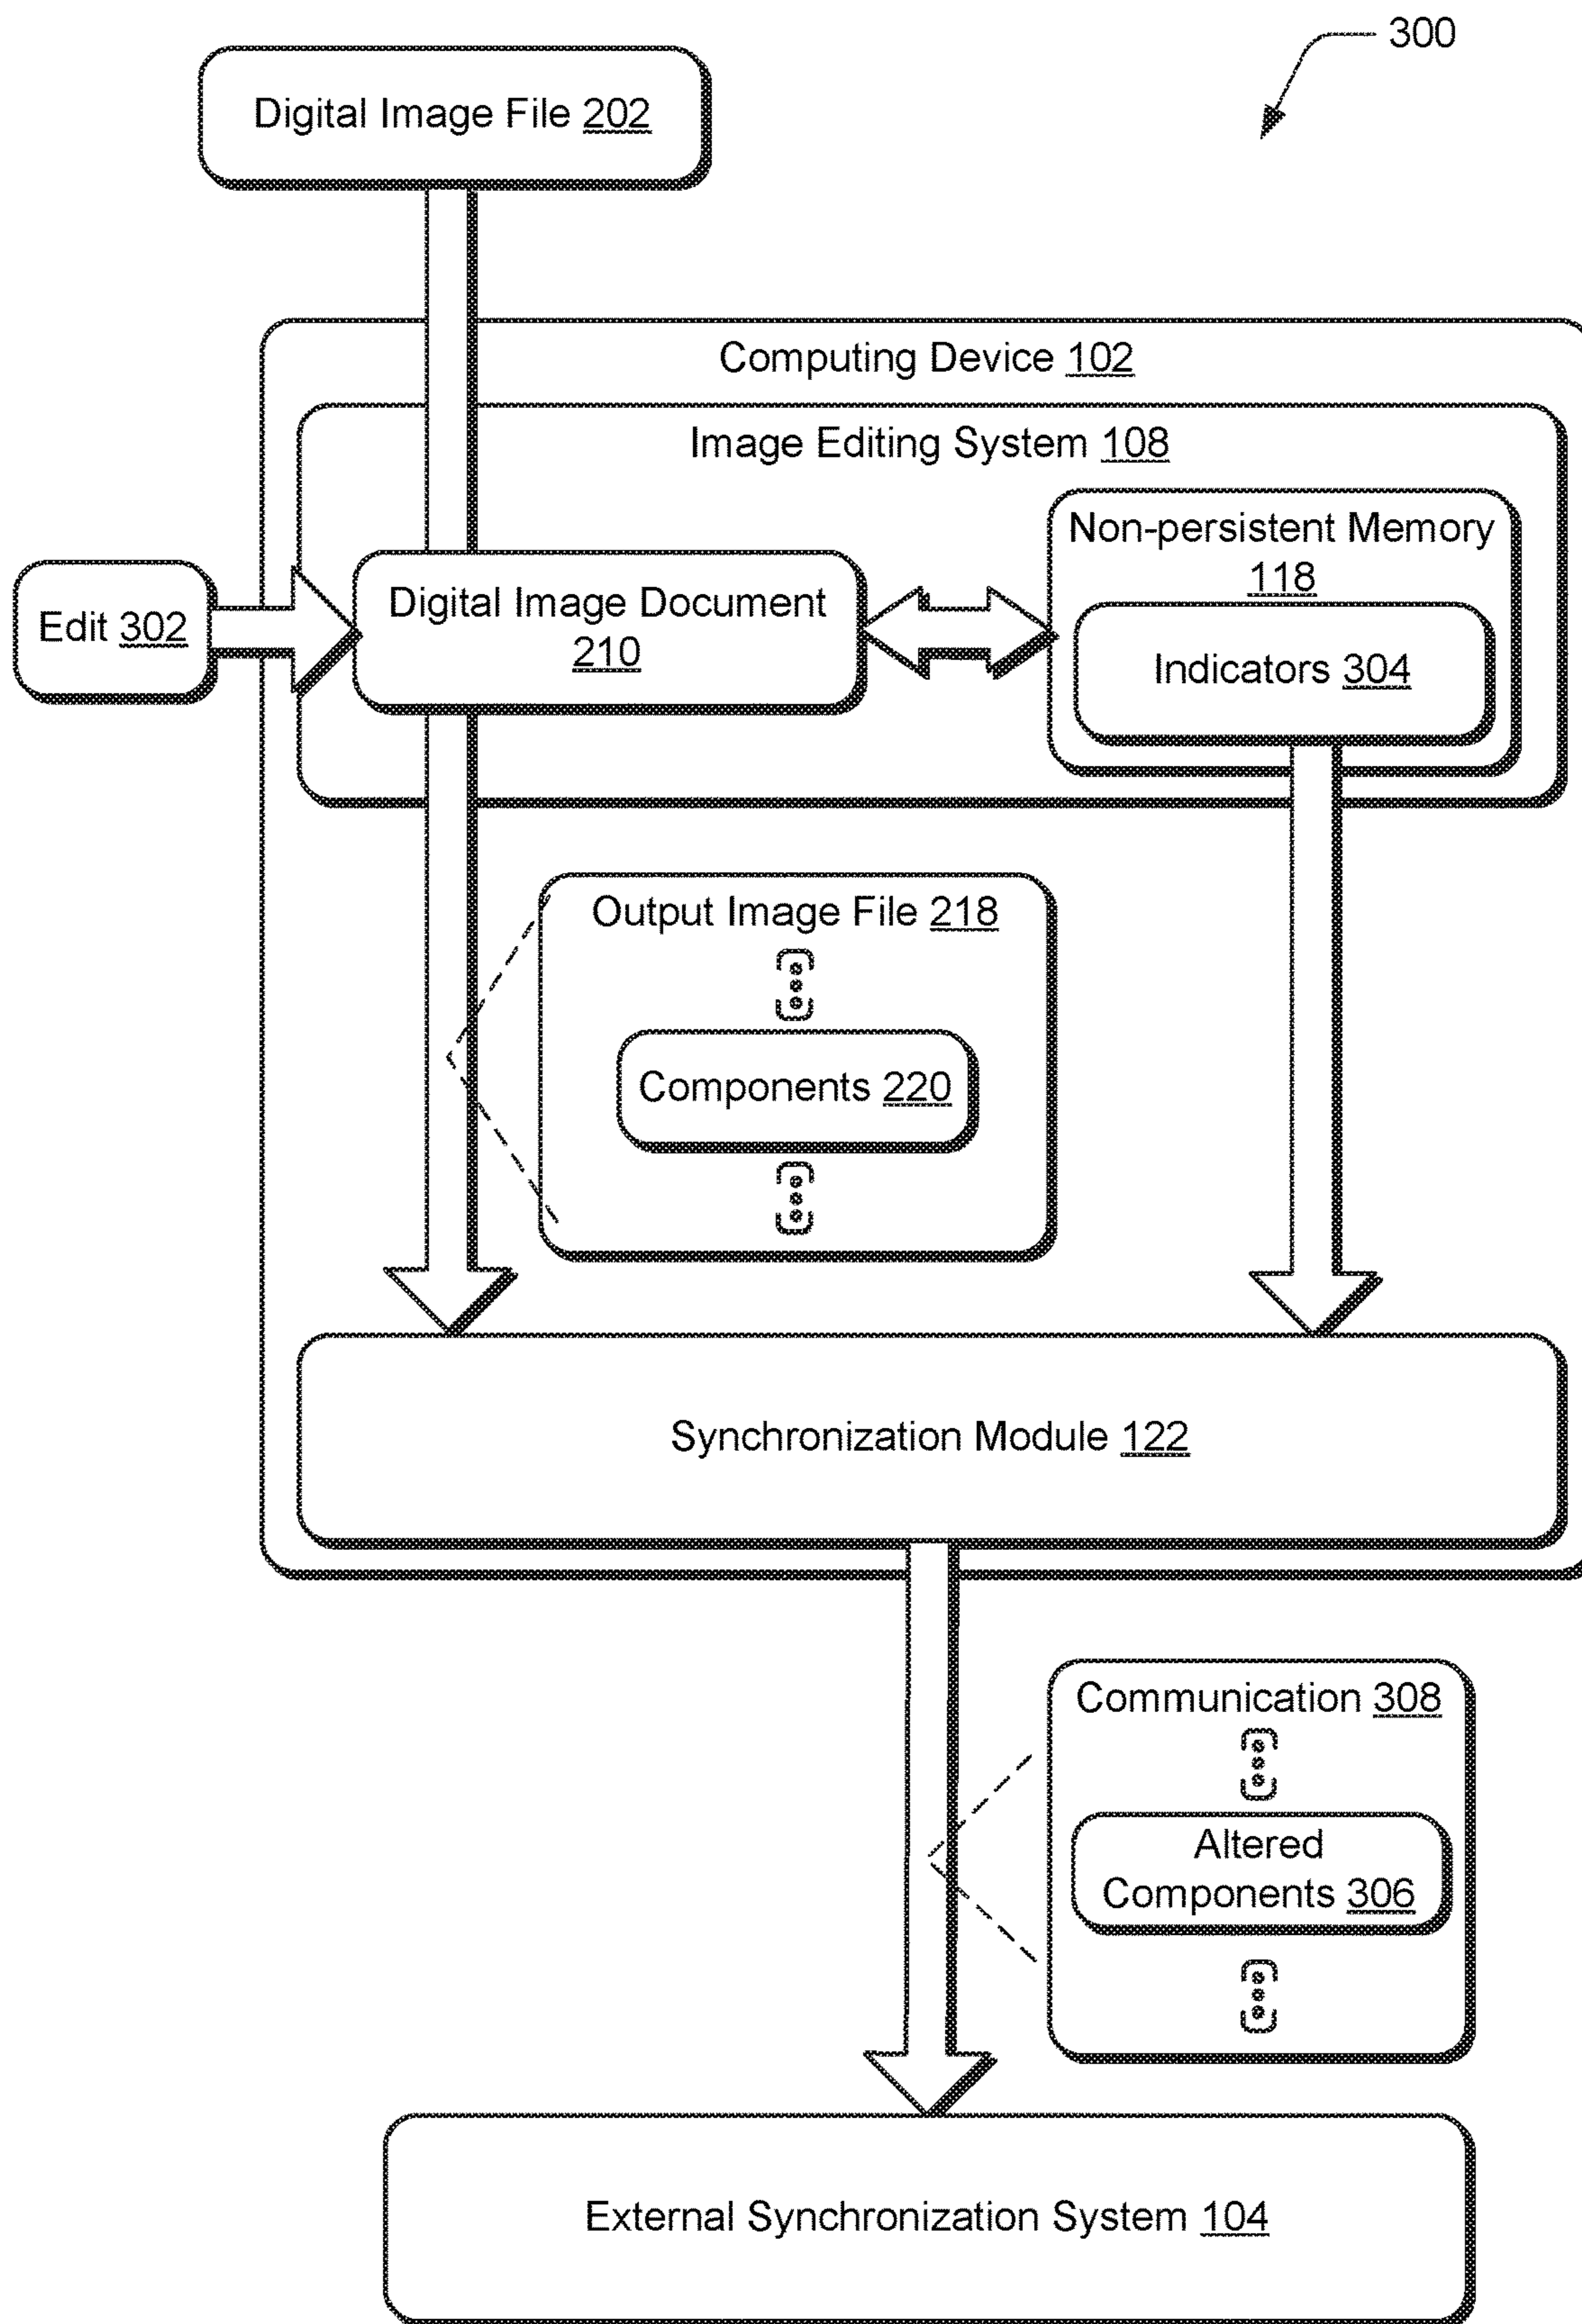 300
Digital Image File 202
Computing Device 102
Image Editing System 108
Non-persistent Memory
118
Edit 302
Digital Image Document
210
Indicators 304
Output Image File 218
Components 220
Synchronization Module 122
Communication 308
Altered
Components 306
External Synchronization System 104